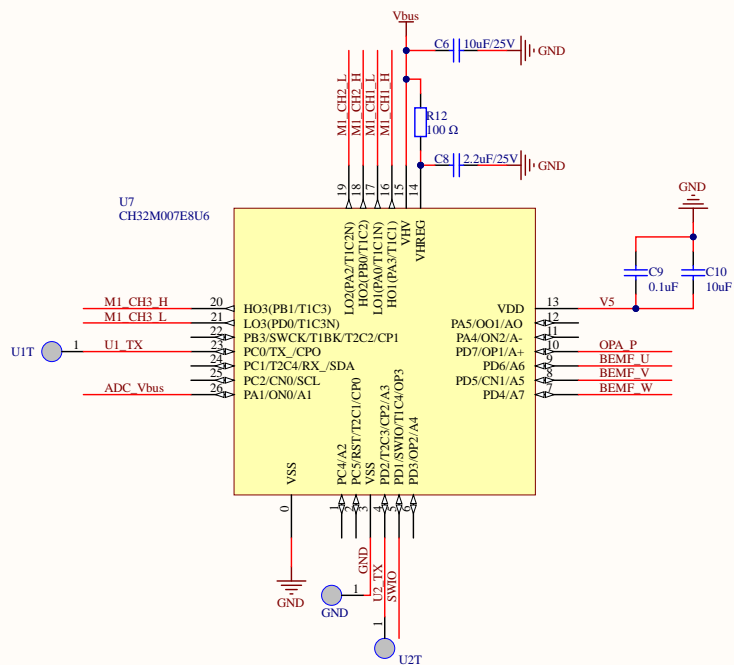 Vbus
C6 10uF/25V
GND
M1_CH2_L
M1_CH2_H
M1_CH1_L
M1_CH1_H
R12
100 Ω
C8 2.2uF/25V
GND
19
18
17
16
15
14
U7
CH32M007E8U6
LO2(PA2/T1C2N)
HO2(PB0/T1C2)
LO1(PA0/T1C1N)
HO1(PA3/T1C1)
VHV
VHREG
GND
C9
0.1uF
C10
10uF
M1_CH3_H 20 HO3(PB1/T1C3)
M1_CH3_L 21 LO3(PD0/T1C3N)
22 PB3/SWCK/T1BK/T2C2/CP1
U1T 1 U1_TX 23 PC0/TX_/CPO
24 PC1/T2C4/RX_/SDA
25 PC2/CN0/SCL
ADC_Vbus 26 PA1/ON0/A1
VDD 13 V5
PA5/OO1/AO 12
PA4/ON2/A- 11
PD7/OP1/A+ 10 OPA_P
PD6/A6 9 BEMF_U
PD5/CN1/A5 8 BEMF_V
PD4/A7 7 BEMF_W
VSS
PC4/A2
PC5/RST/T2C1/CP0
VSS
PD2/T2C3/CP2/A3
PD1/SWIO/T1C4/OP3
PD3/OP2/A4
0
1
2
3
4
5
6
GND
GND
U2_TX
SWIO
1
GND
1
U2T